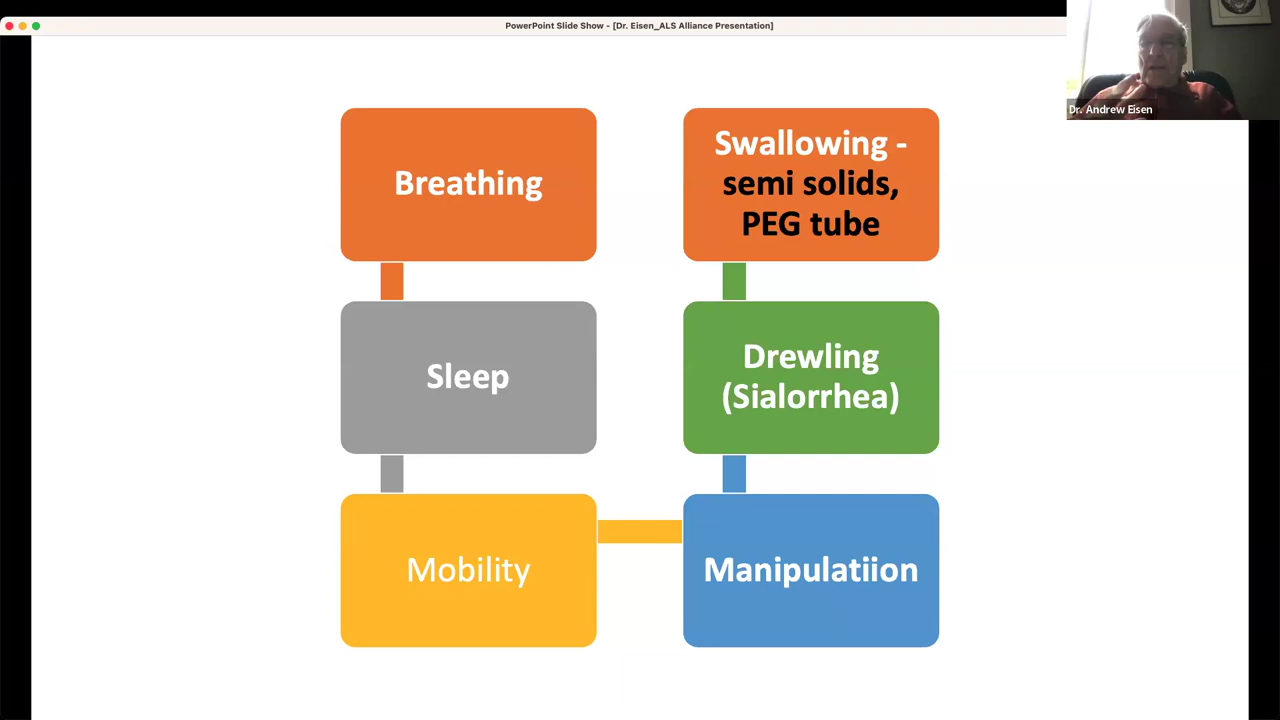 PowerPoint Slide Show - [Dr. Eisen_ALS Alliance Presentation]
Dr. Andrew Eisen
Breathing
Swallowing -
semi solids,
PEG tube
Sleep
Drewling
(Sialorrhea)
Mobility
Manipulatiion